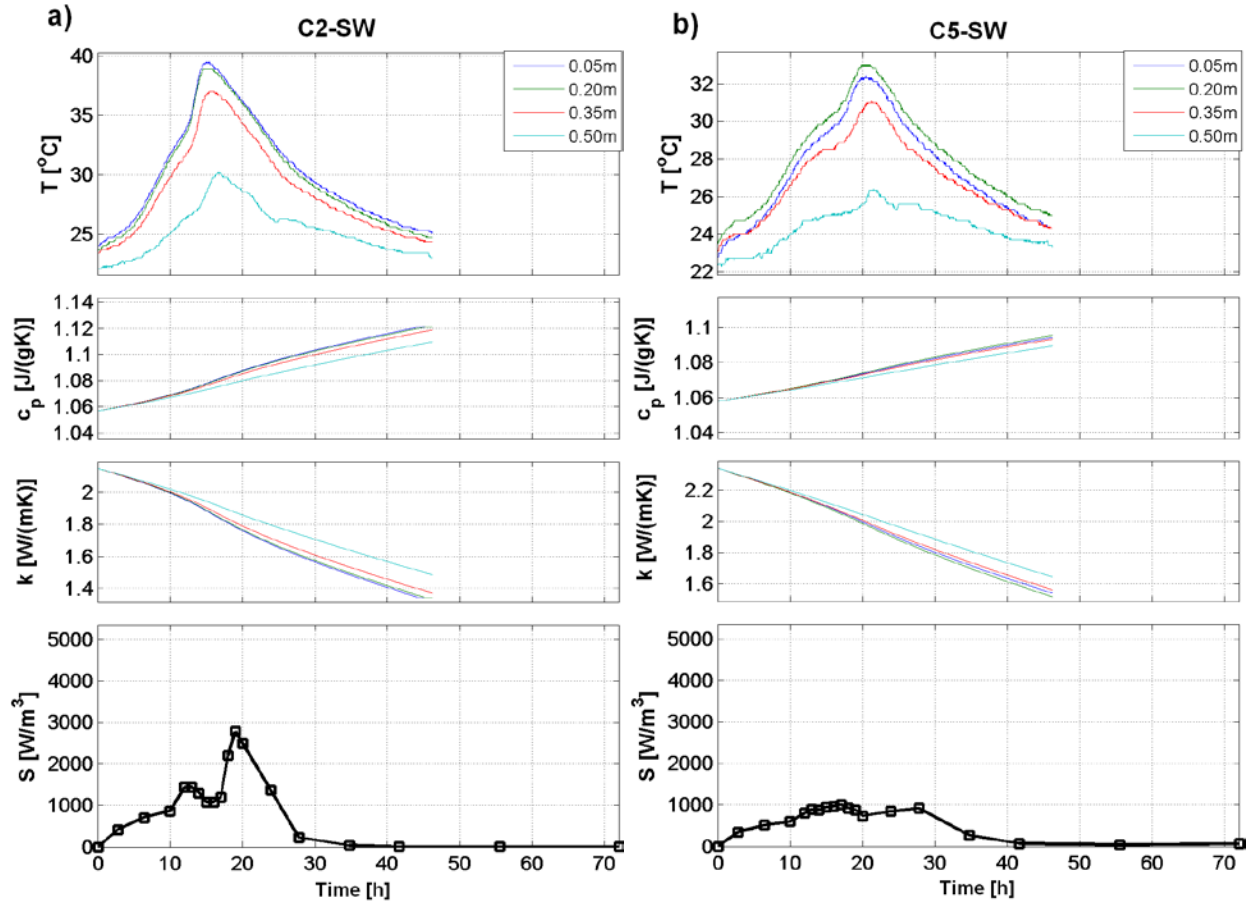 a)
C2-SW
T [°C]
40
35
30
25
0.05m
0.20m
0.35m
0.50m
c_p [J/(gK)]
1.14
1.12
1.1
1.08
1.06
1.04
k [W/(mK)]
2
1.8
1.6
1.4
S [W/m³]
5000
4000
3000
2000
1000
0
0 10 20 30 40 50 60 70
Time [h]
b)
C5-SW
T [°C]
32
30
28
26
24
22
0.05m
0.20m
0.35m
0.50m
c_p [J/(gK)]
1.1
1.08
1.06
1.04
k [W/(mK)]
2.2
2
1.8
1.6
S [W/m³]
5000
4000
3000
2000
1000
0
0 10 20 30 40 50 60 70
Time [h]